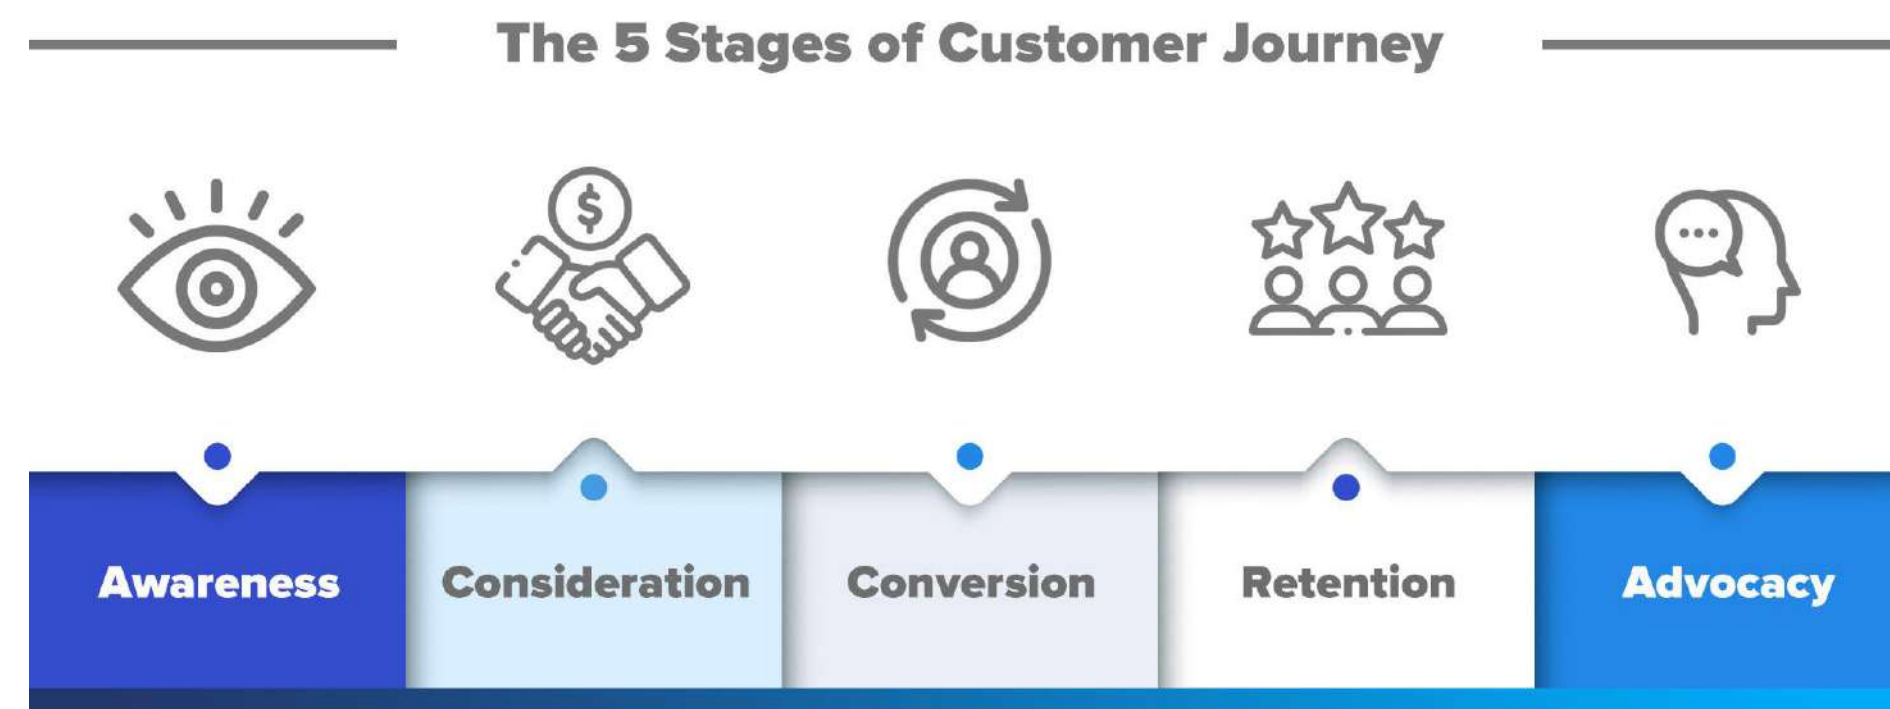 The 5 Stages of Customer Journey
$
Awareness
Consideration
Conversion
Retention
Advocacy